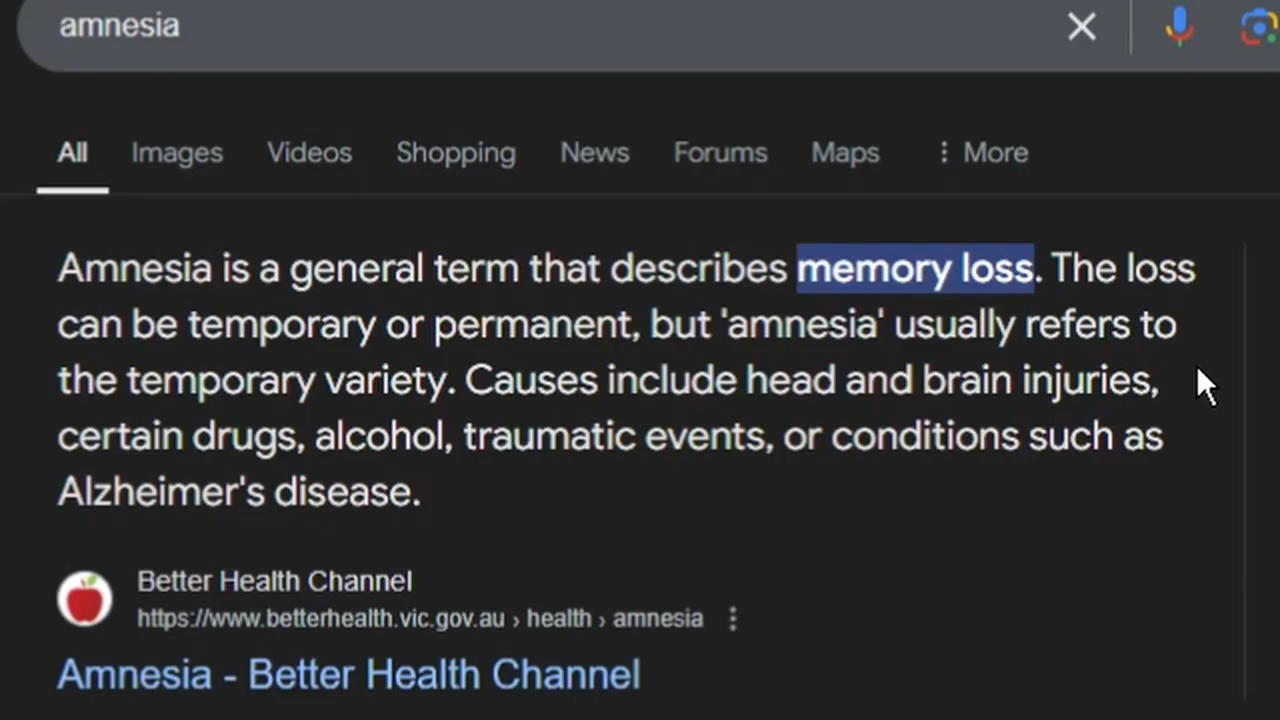 amnesia
All Images Videos Shopping News Forums Maps ⋮ More
Amnesia is a general term that describes memory loss. The loss
can be temporary or permanent, but 'amnesia' usually refers to
the temporary variety. Causes include head and brain injuries,
certain drugs, alcohol, traumatic events, or conditions such as
Alzheimer's disease.
Better Health Channel
https://www.betterhealth.vic.gov.au › health › amnesia
Amnesia - Better Health Channel